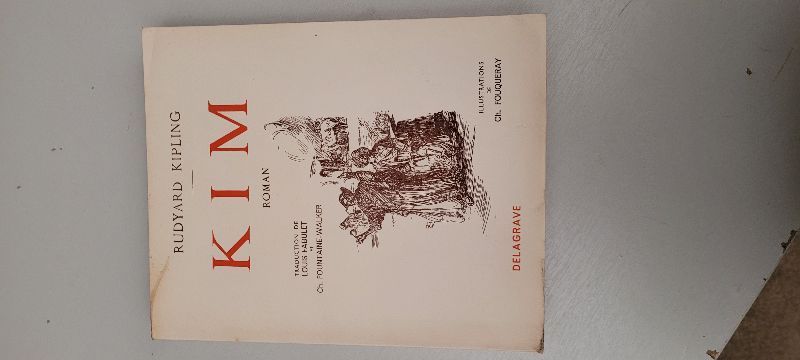 RUDYARD KIPLING
KIM
ROMAN
TRADUCTION DE
LOUIS FABULET
ET
Ch. FOUNTAINE WALKER
ILLUSTRATIONS
DE
Ch. FOUQUERAY
DELAGRAVE